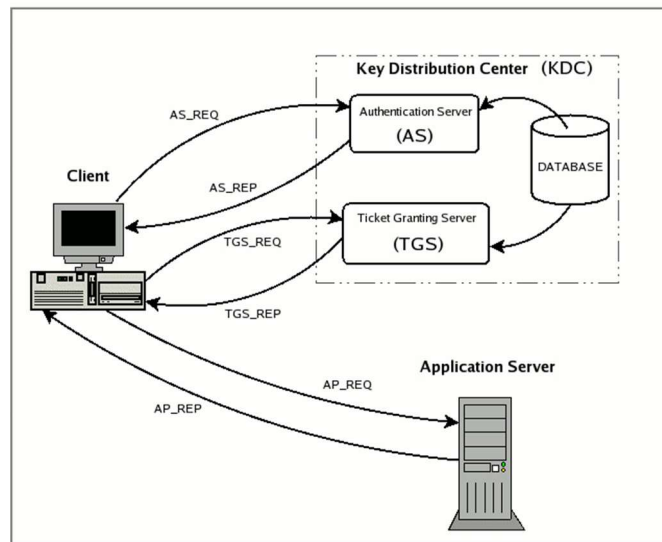 Key Distribution Center (KDC)
AS_REQ
Authentication Server
(AS)
Client
DATABASE
AS_REP
Ticket Granting Server
(TGS)
TGS_REQ
TGS_REP
Application Server
AP_REQ
AP_REP